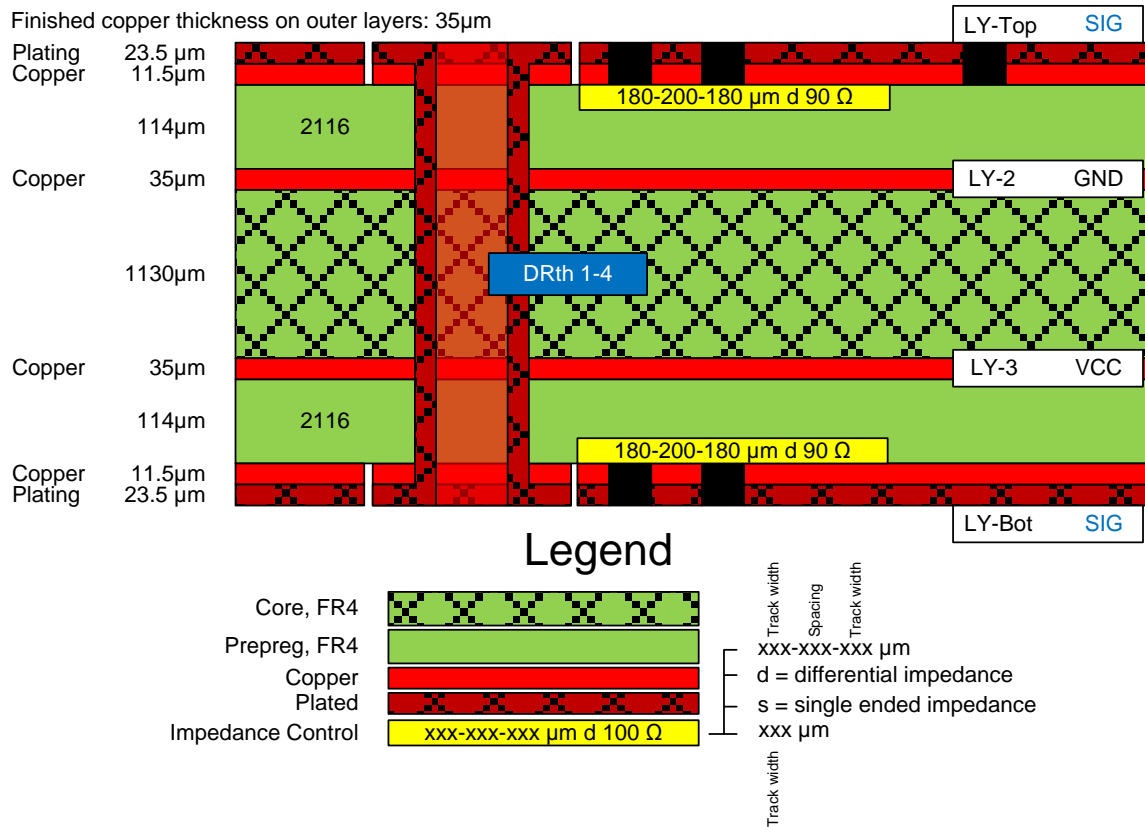 Finished copper thickness on outer layers: 35µm
LY-Top SIG
Plating 23.5 µm
Copper 11.5µm
180-200-180 µm d 90 Ω
114µm 2116
Copper 35µm
LY-2 GND
1130µm
DRth 1-4
Copper 35µm
LY-3 VCC
114µm 2116
180-200-180 µm d 90 Ω
Copper 11.5µm
Plating 23.5 µm
LY-Bot SIG
Legend
Core, FR4
Prepreg, FR4
Copper
Plated
Impedance Control
xxx-xxx-xxx µm d 100 Ω
Track width
Spacing
Track width
xxx-xxx-xxx µm
d = differential impedance
s = single ended impedance
xxx µm
Track width